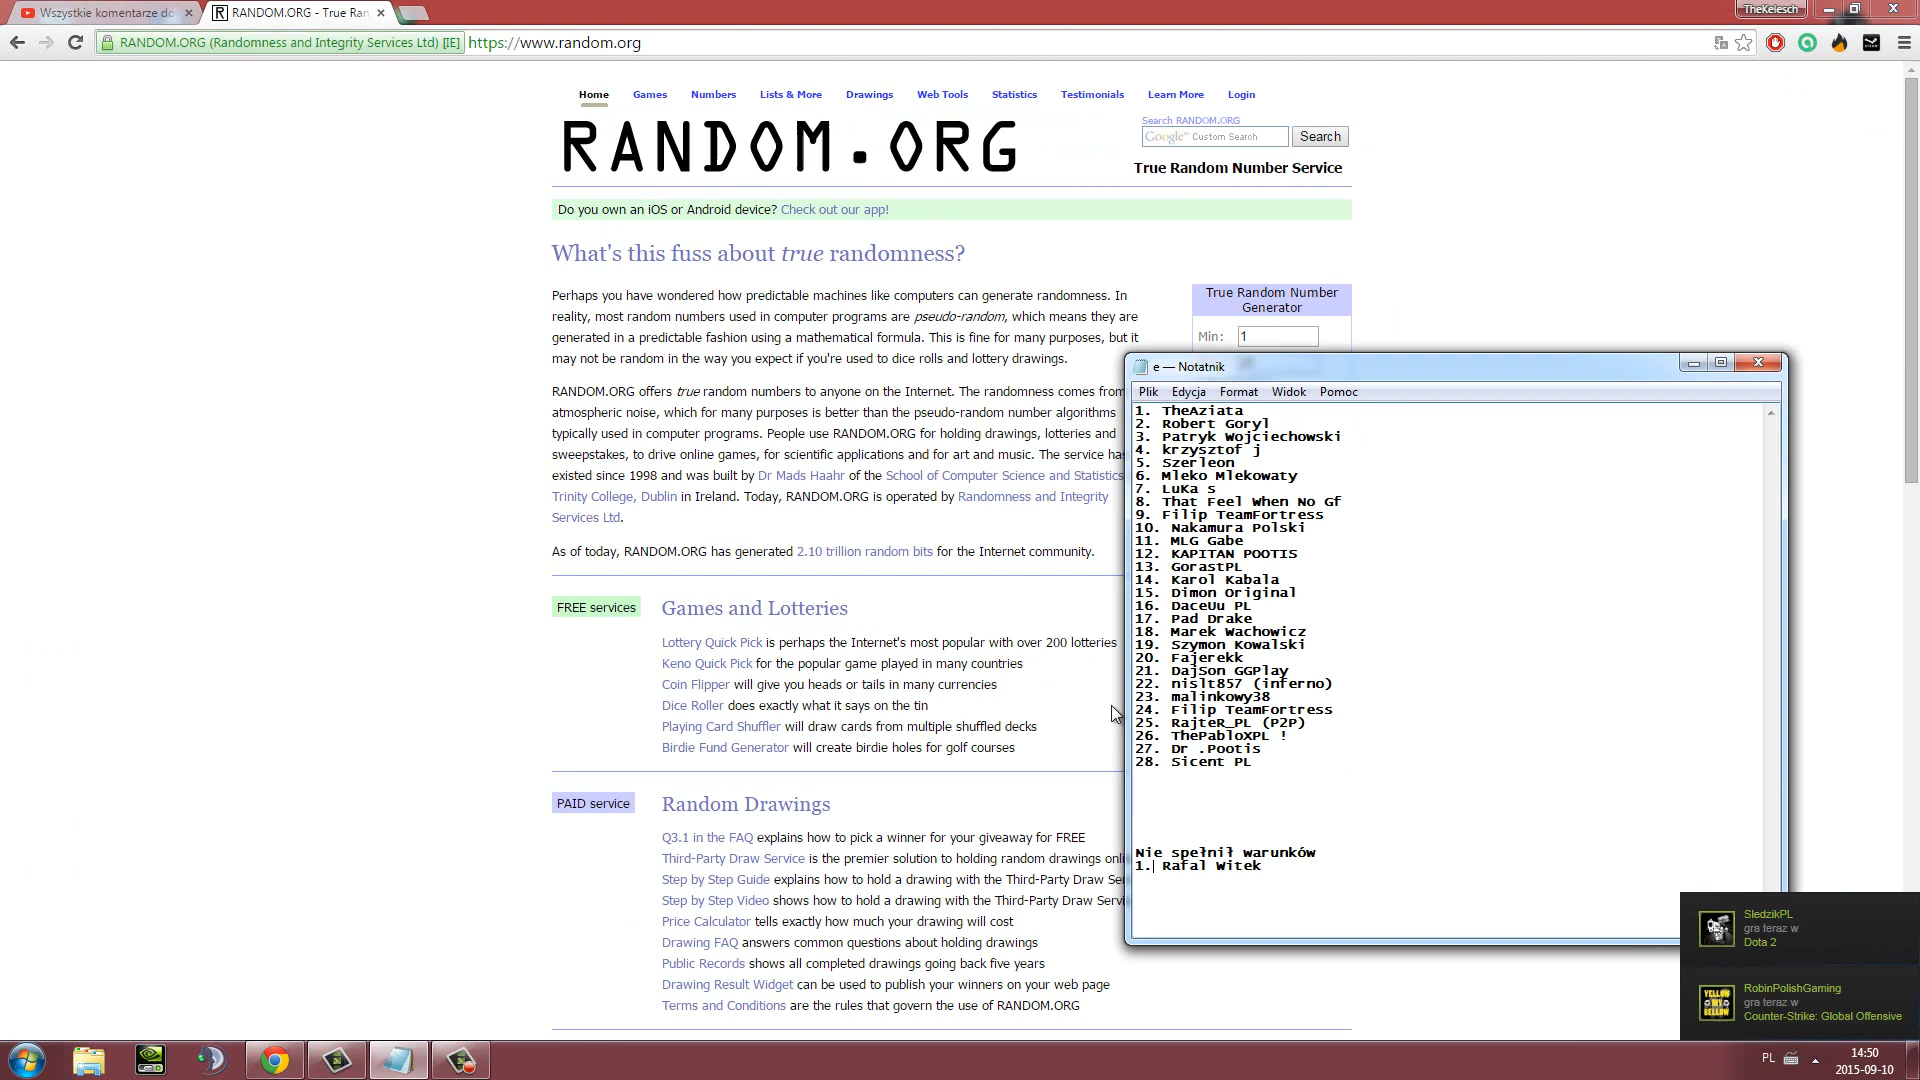 Wszystkie komentarze do
RANDOM.ORG - True Ran
TheKelesch
RANDOM.ORG (Randomness and Integrity Services Ltd) [IE]
https://www.random.org
Home Games Numbers Lists & More Drawings Web Tools Statistics Testimonials Learn More Login
RANDOM.ORG
Search RANDOM.ORG
Google™ Custom Search
Search
True Random Number Service
Do you own an iOS or Android device? Check out our app!
What's this fuss about true randomness?
Perhaps you have wondered how predictable machines like computers can generate randomness. In
reality, most random numbers used in computer programs are pseudo-random, which means they are
generated in a predictable fashion using a mathematical formula. This is fine for many purposes, but it
may not be random in the way you expect if you're used to dice rolls and lottery drawings.
RANDOM.ORG offers true random numbers to anyone on the Internet. The randomness comes from
atmospheric noise, which for many purposes is better than the pseudo-random number algorithms
typically used in computer programs. People use RANDOM.ORG for holding drawings, lotteries and
sweepstakes, to drive online games, for scientific applications and for art and music. The service has
existed since 1998 and was built by Dr Mads Haahr of the School of Computer Science and Statistics
Trinity College, Dublin in Ireland. Today, RANDOM.ORG is operated by Randomness and Integrity
Services Ltd.
As of today, RANDOM.ORG has generated 2.10 trillion random bits for the Internet community.
True Random Number
Generator
Min: 1
FREE services
Games and Lotteries
Lottery Quick Pick is perhaps the Internet's most popular with over 200 lotteries
Keno Quick Pick for the popular game played in many countries
Coin Flipper will give you heads or tails in many currencies
Dice Roller does exactly what it says on the tin
Playing Card Shuffler will draw cards from multiple shuffled decks
Birdie Fund Generator will create birdie holes for golf courses
PAID service
Random Drawings
Q3.1 in the FAQ explains how to pick a winner for your giveaway for FREE
Third-Party Draw Service is the premier solution to holding random drawings onli
Step by Step Guide explains how to hold a drawing with the Third-Party Draw Ser
Step by Step Video shows how to hold a drawing with the Third-Party Draw Servi
Price Calculator tells exactly how much your drawing will cost
Drawing FAQ answers common questions about holding drawings
Public Records shows all completed drawings going back five years
Drawing Result Widget can be used to publish your winners on your web page
Terms and Conditions are the rules that govern the use of RANDOM.ORG
e — Notatnik
Plik Edycja Format Widok Pomoc
1. TheAziata
2. Robert Goryl
3. Patryk Wojciechowski
4. krzysztof j
5. Szerleon
6. Mleko Mlekowaty
7. LuKa s
8. That Feel When No Gf
9. Filip TeamFortress
10. Nakamura Polski
11. MLG Gabe
12. KAPITAN POOTIS
13. GorastPL
14. Karol Kabala
15. Dimon Original
16. DaceUu PL
17. Pad Drake
18. Marek Wachowicz
19. Szymon Kowalski
20. Fajerekk
21. DajSon GGPlay
22. nislt857 (inferno)
23. malinkowy38
24. Filip TeamFortress
25. RajteR_PL (P2P)
26. ThePabloXPL !
27. Dr .Pootis
28. Sicent PL
Nie spełnił warunków
1. Rafal Witek
SledzikPL
gra teraz w
Dota 2
RobinPolishGaming
gra teraz w
Counter-Strike: Global Offensive
PL
14:50
2015-09-10